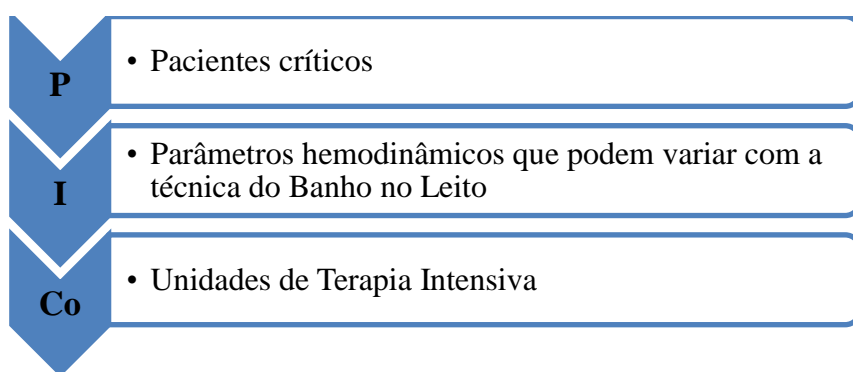 P
• Pacientes críticos
I
• Parâmetros hemodinâmicos que podem variar com a
técnica do Banho no Leito
Co
• Unidades de Terapia Intensiva